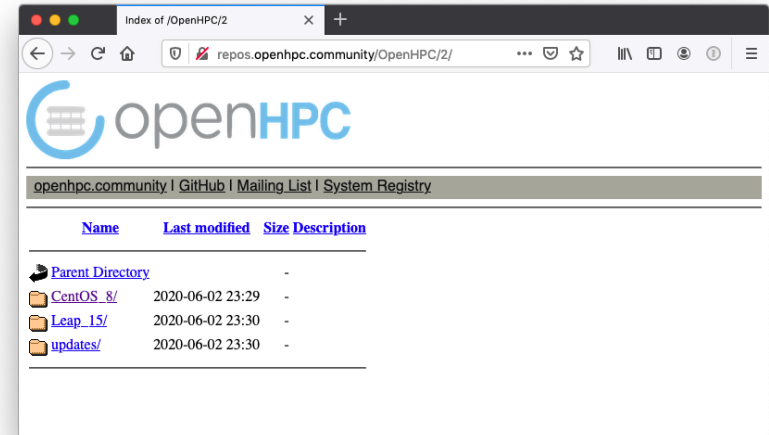 Index of /OpenHPC/2
repos.openhpc.community/OpenHPC/2/
openHPC
openhpc.community | GitHub | Mailing List | System Registry
Name Last modified Size Description
Parent Directory -
CentOS_8/ 2020-06-02 23:29 -
Leap_15/ 2020-06-02 23:30 -
updates/ 2020-06-02 23:30 -